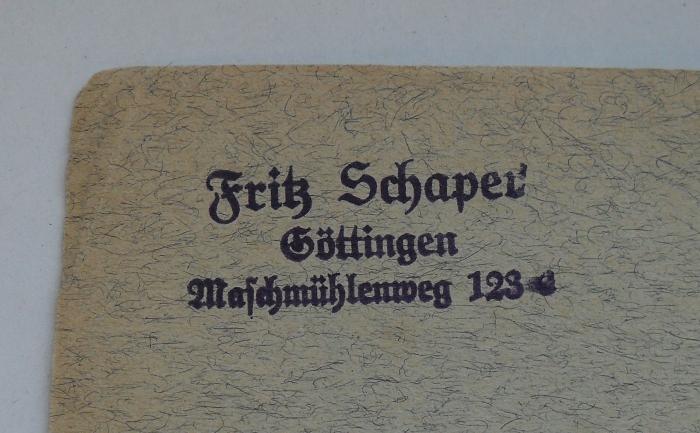 Fritz Schaper
Göttingen
Maschmühlenweg 123